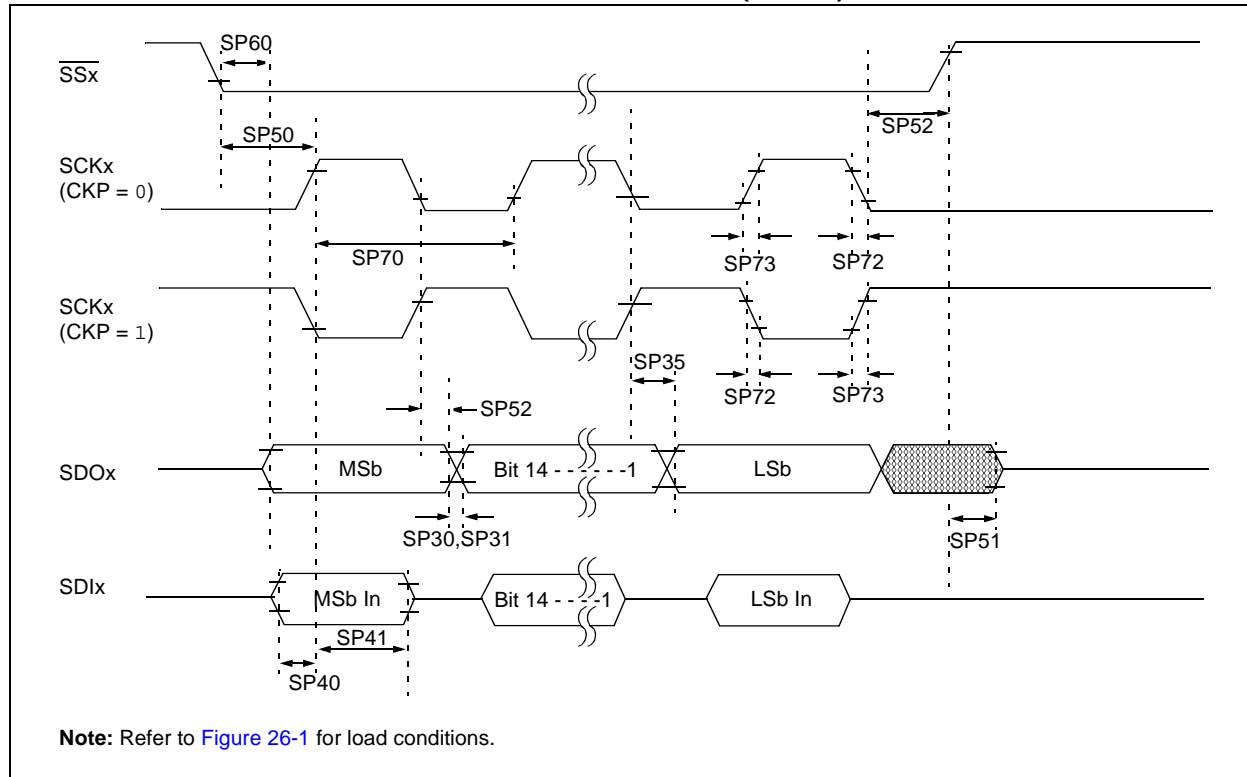 SP60
SSx
SP50
SP52
SCKx
(CKP = 0)
SP70
SP73
SP72
SCKx
(CKP = 1)
SP35
SP72
SP73
SP52
SDOx
MSb
Bit 14 - - - - - -1
LSb
SP30,SP31
SP51
SDIx
MSb In
Bit 14 - - - -1
LSb In
SP41
SP40
Note: Refer to Figure 26-1 for load conditions.